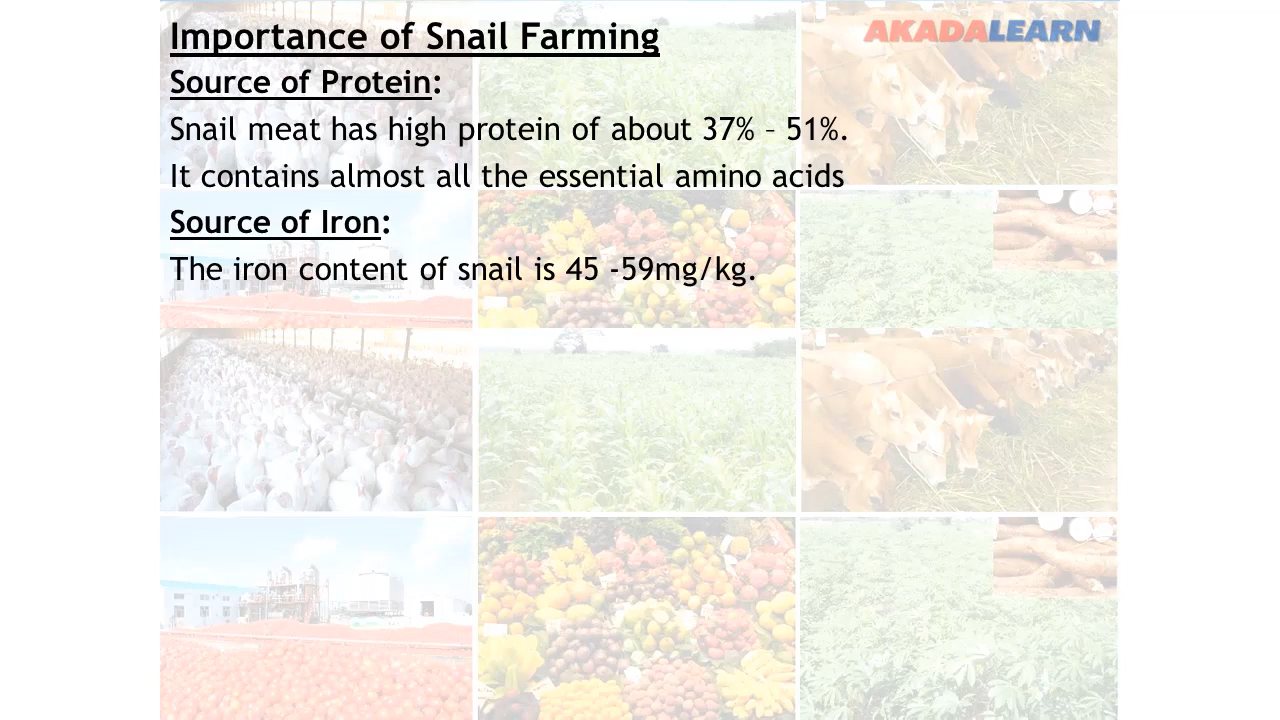 Importance of Snail Farming
AKADALEARN
Source of Protein:
Snail meat has high protein of about 37% – 51%.
It contains almost all the essential amino acids
Source of Iron:
The iron content of snail is 45 -59mg/kg.